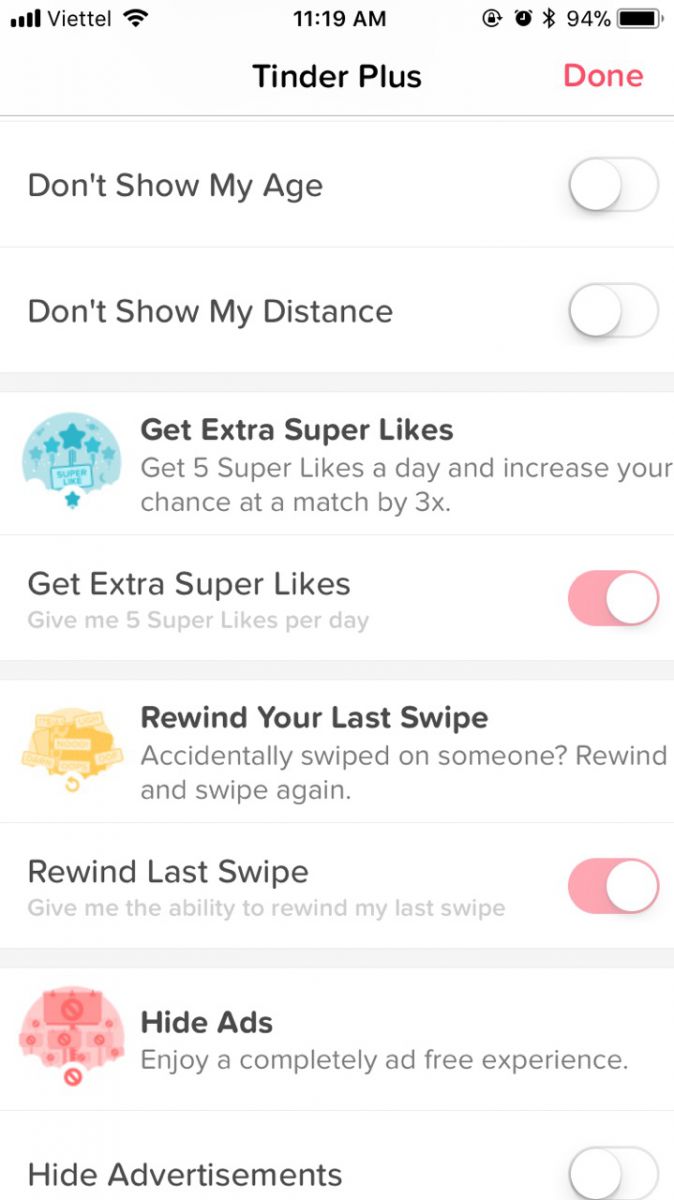 Viettel 11:19 AM 94%
Tinder Plus Done
Don't Show My Age
Don't Show My Distance
Get Extra Super Likes
Get 5 Super Likes a day and increase your
chance at a match by 3x.
SUPER
LIKE
Get Extra Super Likes
Give me 5 Super Likes per day
Rewind Your Last Swipe
Accidentally swiped on someone? Rewind
and swipe again.
NOOO!
Rewind Last Swipe
Give me the ability to rewind my last swipe
Hide Ads
Enjoy a completely ad free experience.
Hide Advertisements